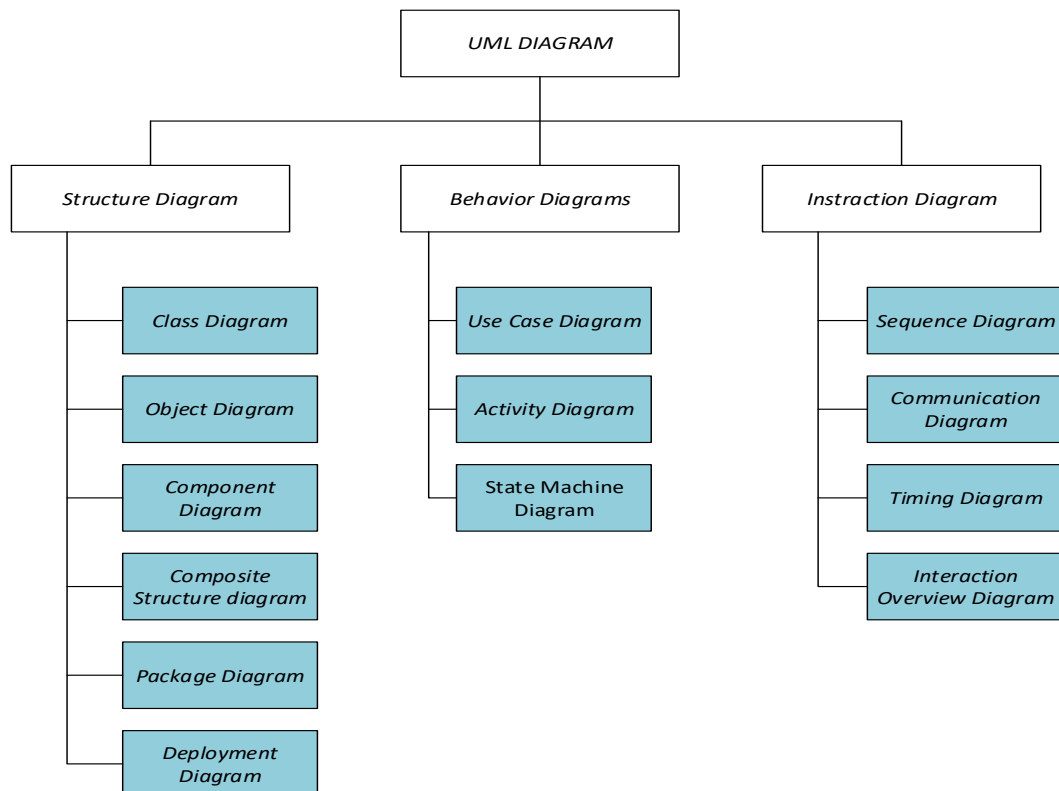 UML DIAGRAM
Structure Diagram
Behavior Diagrams
Instraction Diagram
Class Diagram
Object Diagram
Component
Diagram
Composite
Structure diagram
Package Diagram
Deployment
Diagram
Use Case Diagram
Activity Diagram
State Machine
Diagram
Sequence Diagram
Communication
Diagram
Timing Diagram
Interaction
Overview Diagram